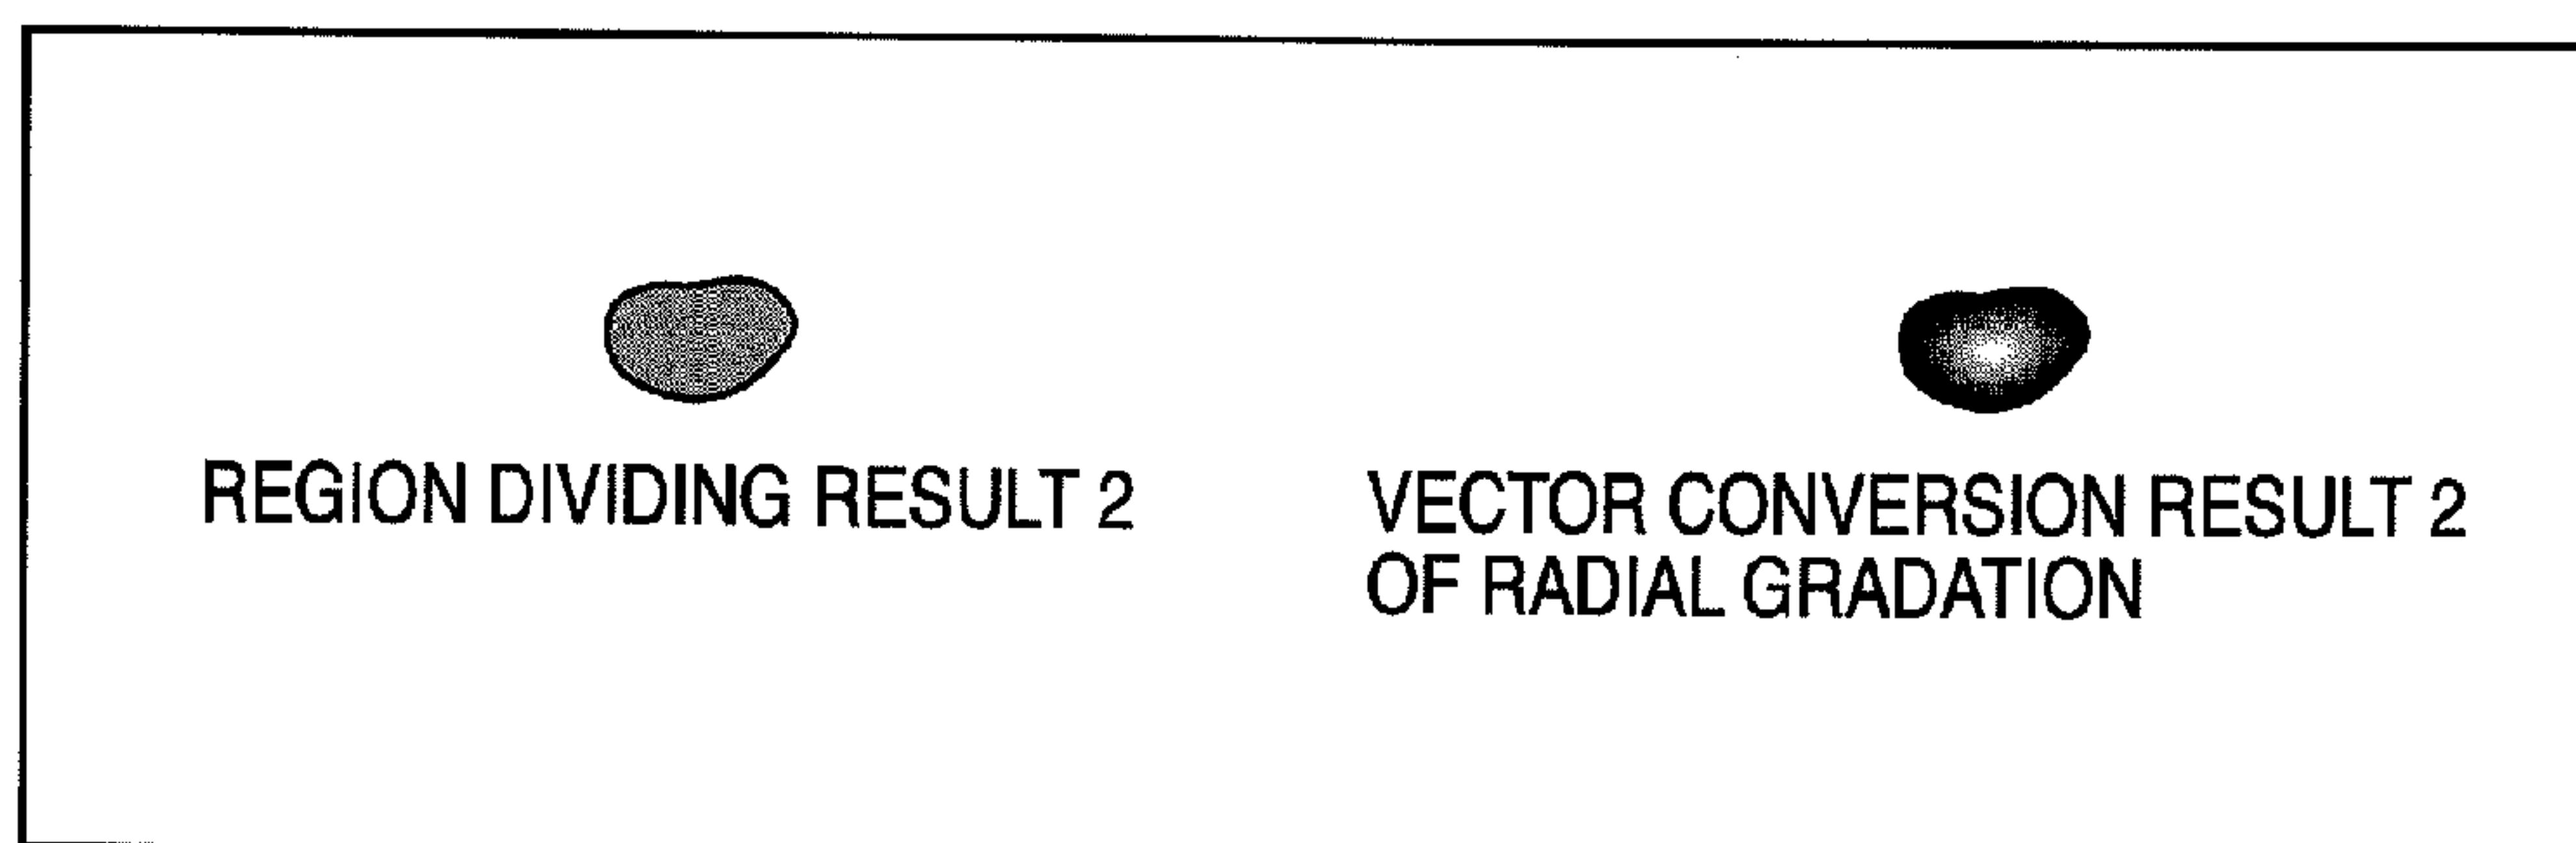 REGION DIVIDING RESULT 2
VECTOR CONVERSION RESULT 2
OF RADIAL GRADATION